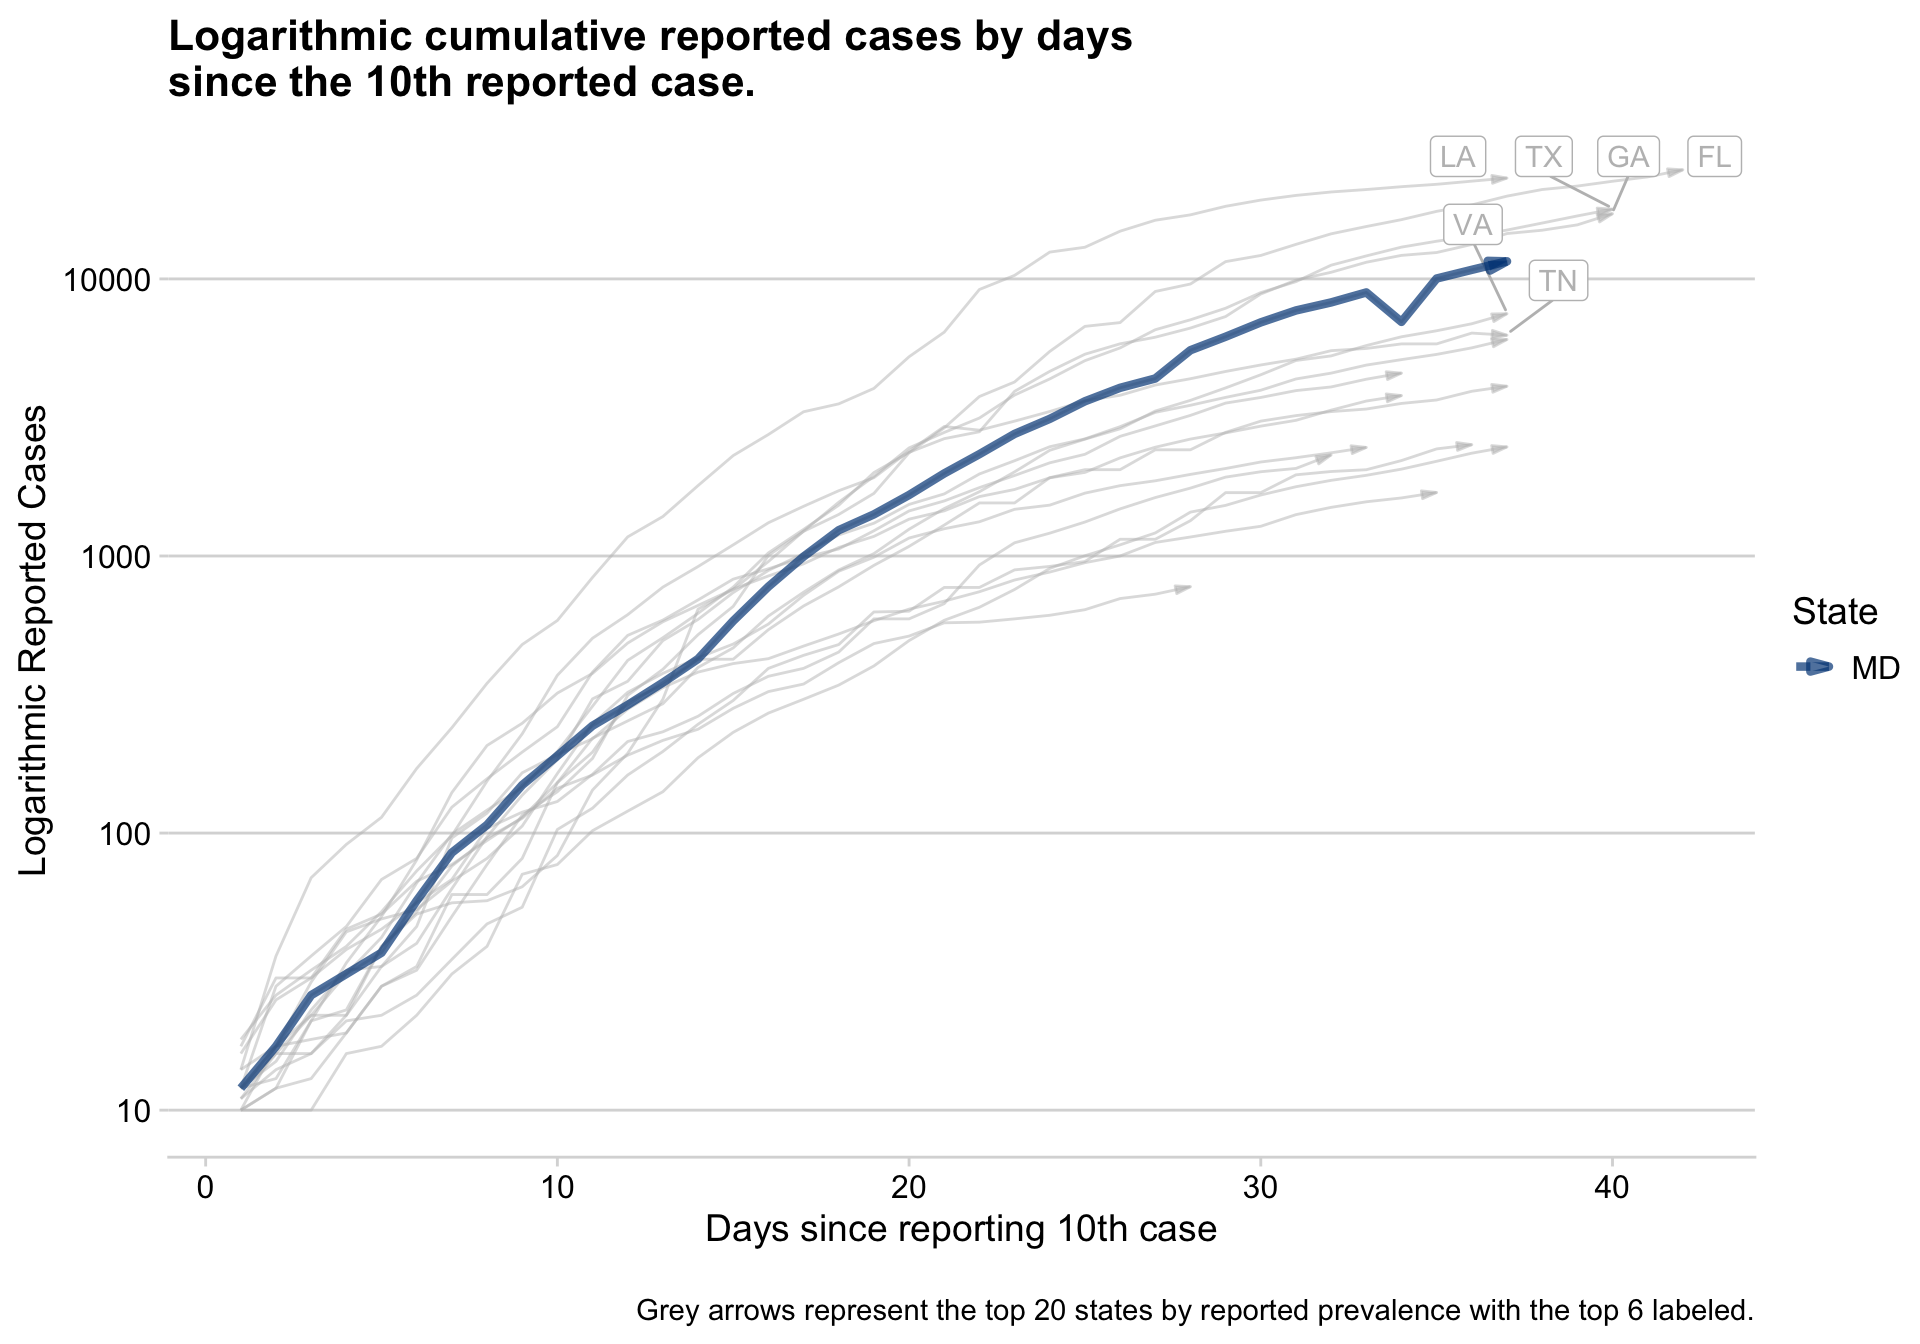 Logarithmic cumulative reported cases by days
since the 10th reported case.
LA TX GA FL
VA
TN
10000
1000
100
10
Logarithmic Reported Cases
State
MD
0 10 20 30 40
Days since reporting 10th case
Grey arrows represent the top 20 states by reported prevalence with the top 6 labeled.